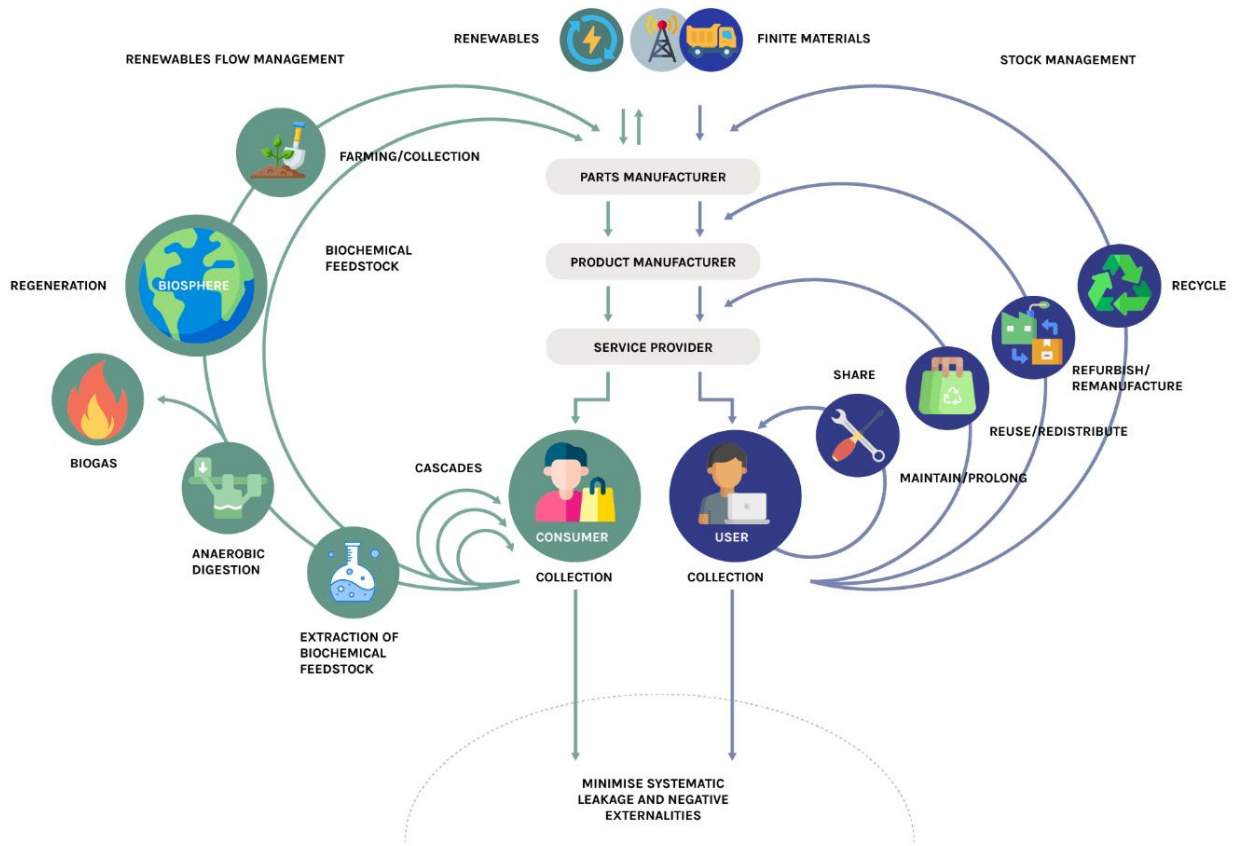 RENEWABLES
FINITE MATERIALS
RENEWABLES FLOW MANAGEMENT
STOCK MANAGEMENT
FARMING/COLLECTION
PARTS MANUFACTURER
BIOCHEMICAL
FEEDSTOCK
PRODUCT MANUFACTURER
REGENERATION
BIOSPHERE
RECYCLE
SERVICE PROVIDER
SHARE
REFURBISH/
REMANUFACTURE
REUSE/REDISTRIBUTE
BIOGAS
CASCADES
MAINTAIN/PROLONG
CONSUMER
USER
ANAEROBIC
DIGESTION
COLLECTION
COLLECTION
EXTRACTION OF
BIOCHEMICAL
FEEDSTOCK
MINIMISE SYSTEMATIC
LEAKAGE AND NEGATIVE
EXTERNALITIES